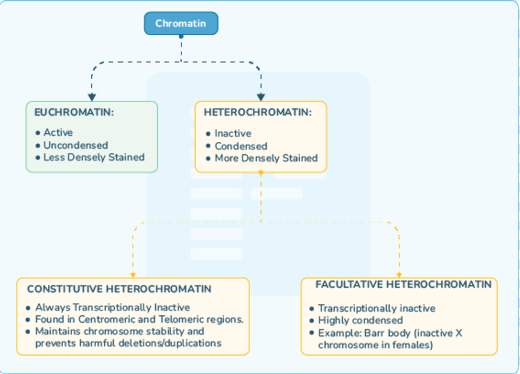 Chromatin
EUCHROMATIN:
● Active
● Uncondensed
● Less Densely Stained
HETEROCHROMATIN:
● Inactive
● Condensed
● More Densely Stained
CONSTITUTIVE HETEROCHROMATIN
● Always Transcriptionally Inactive
● Found in Centromeric and Telomeric regions.
● Maintains chromosome stability and
prevents harmful deletions/duplications
FACULTATIVE HETEROCHROMATIN
● Transcriptionally inactive
● Highly condensed
● Example: Barr body (inactive X
chromosome in females)